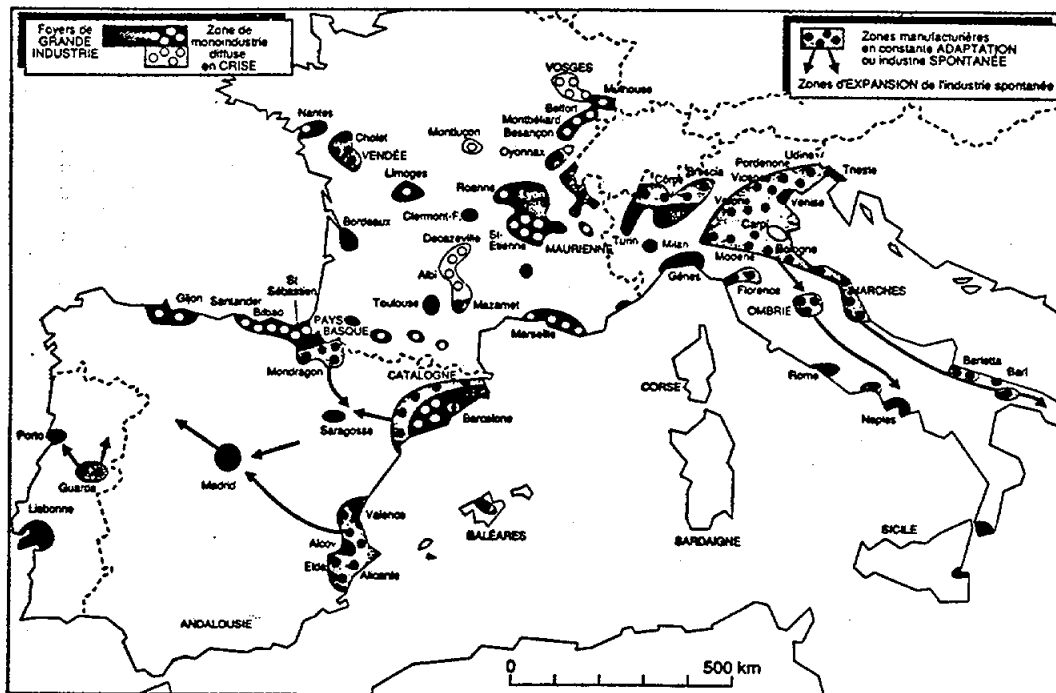 Foyers de
GRANDE
INDUSTRIE
Zone de
monoindustrie
diffuse
en CRISE
Zones manufacturières
en constante ADAPTATION
ou industrie SPONTANÉE
Zones d'EXPANSION de l'industrie spontanée
VOSGES
Mulhouse
Belfort
Montbéliard
Besançon
Nantes
Cholet
VENDÉE
Montluçon
Oyonnax
Limoges
Roanne
Lyon
Clermont-F.
Bordeaux
St-
Étienne
MAURIENNE
Decazeville
Albi
Toulouse
Mazamet
Marseille
Côme
Brescia
Pordenone
Udine
Trieste
Vicence
Vérone
Venise
Carpi
Turin
Milan
Modène
Bologne
Gênes
Florence
MARCHES
OMBRIE
Gijon
Santander
Bilbao
St
Sébastien
PAYS
BASQUE
Mondragon
CATALOGNE
Barcelone
Saragosse
CORSE
Rome
Barletta
Bari
Naples
Porto
Guarda
Madrid
Lisbonne
Valence
Alcoy
Elda
Alicante
BALÉARES
SARDAIGNE
SICILE
ANDALOUSIE
0 500 km